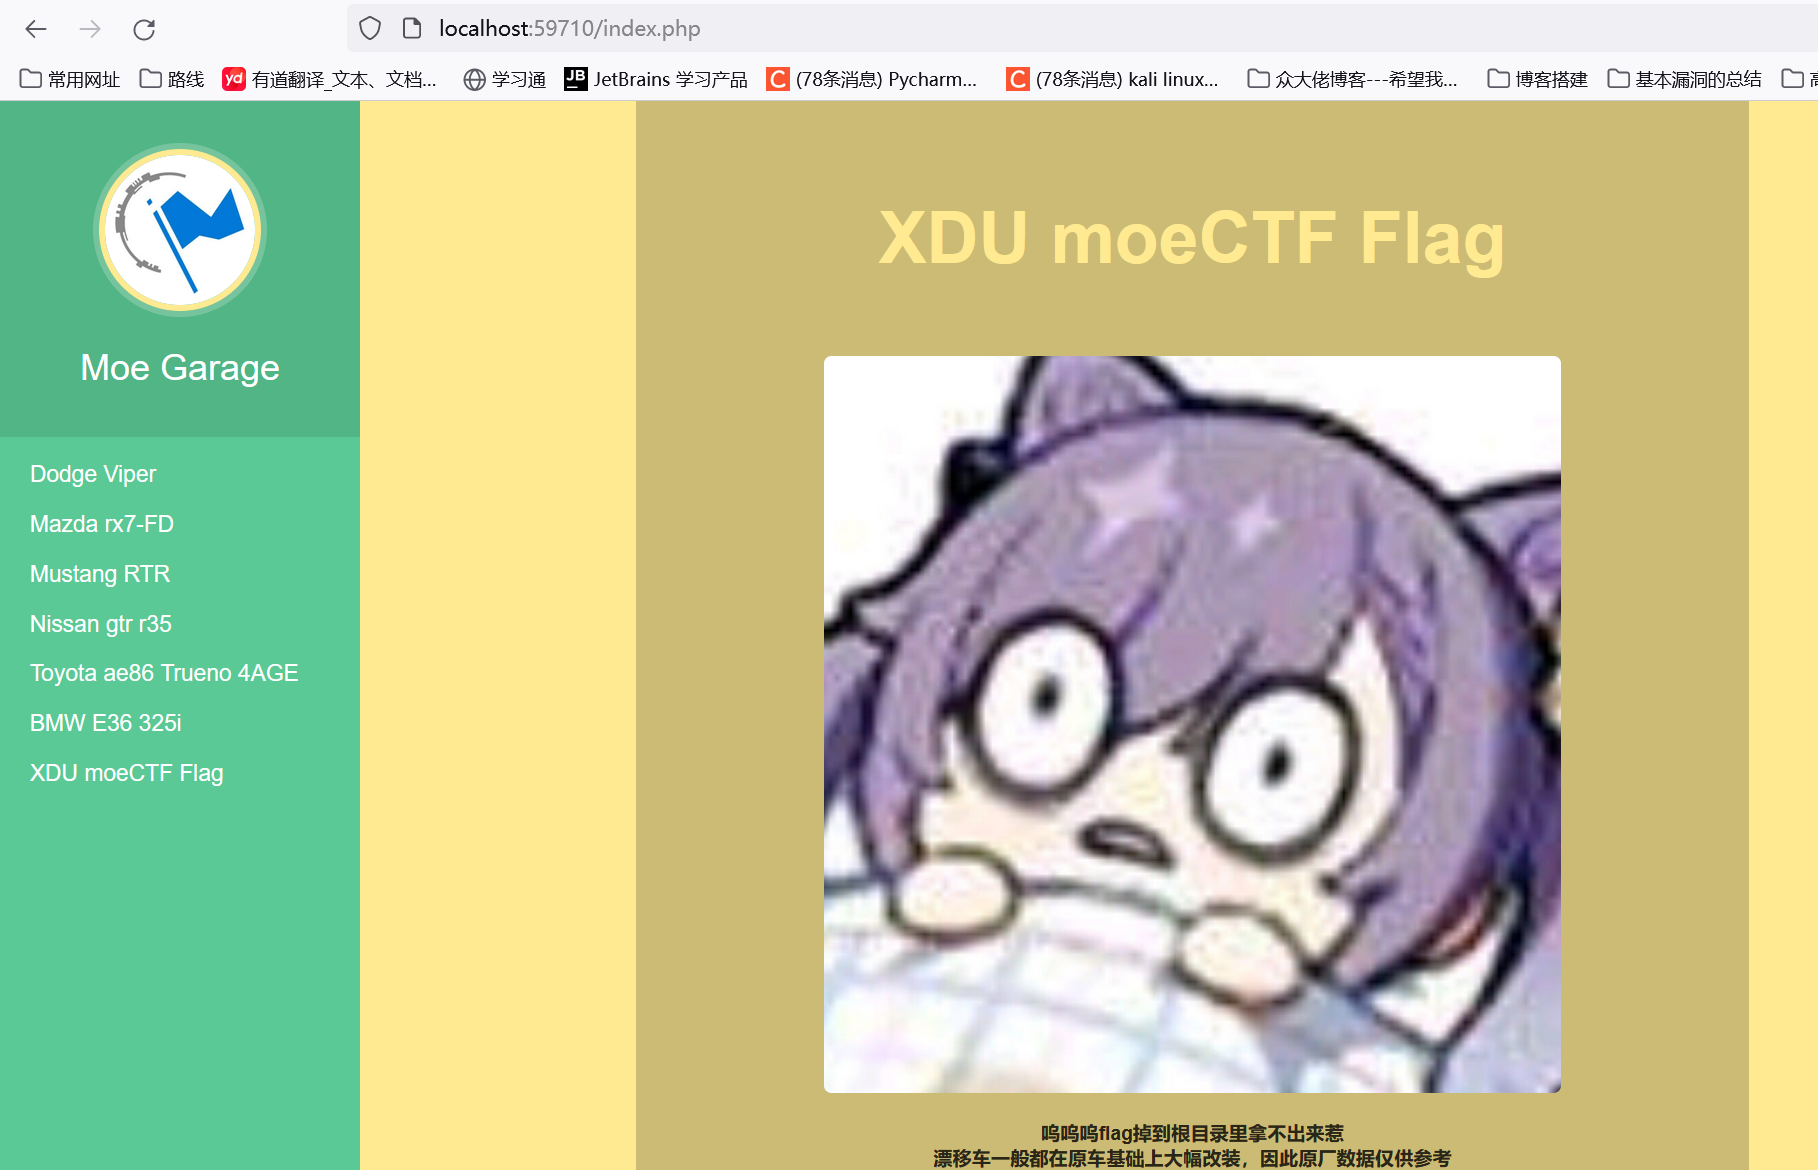 localhost:59710/index.php
常用网址 路线 有道翻译_文本、文档... 学习通 JetBrains 学习产品 (78条消息) Pycharm... (78条消息) kali linux... 众大佬博客---希望我... 博客搭建 基本漏洞的总结
yd JB C C
Moe Garage
Dodge Viper
Mazda rx7-FD
Mustang RTR
Nissan gtr r35
Toyota ae86 Trueno 4AGE
BMW E36 325i
XDU moeCTF Flag
XDU moeCTF Flag
呜呜呜flag掉到根目录里拿不出来惹
漂移车一般都在原车基础上大幅改装，因此原厂数据仅供参考